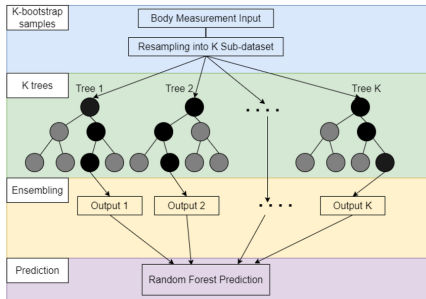 K-bootstrap
samples
Body Measurement Input
Resampling into K Sub-dataset
K trees
Tree 1
Tree 2
. . . .
Tree K
Ensembling
Output 1
Output 2
. . . .
Output K
Prediction
Random Forest Prediction